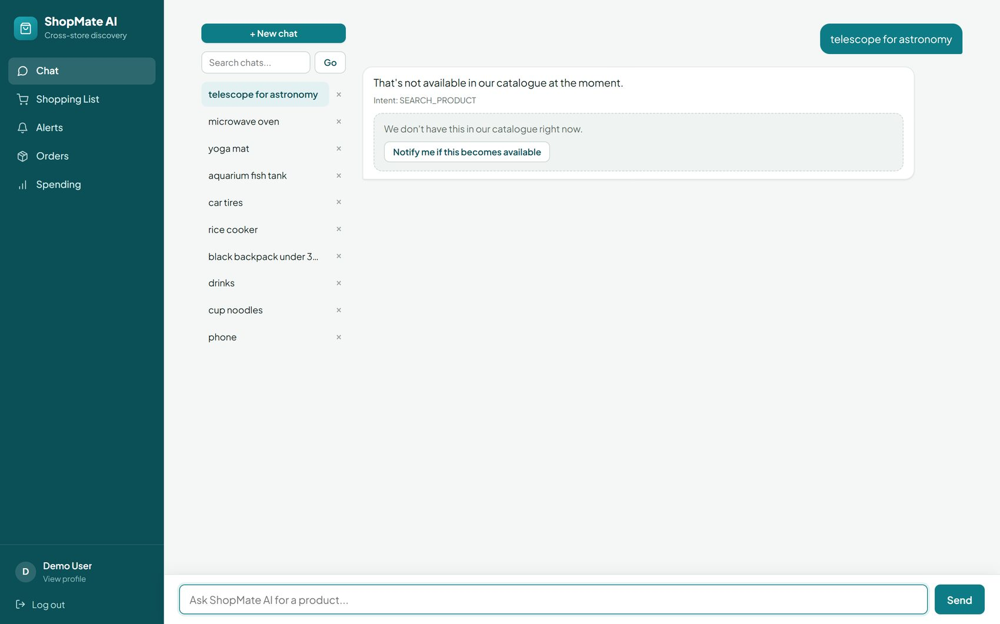 ShopMate AI
Cross-store discovery
Chat
Shopping List
Alerts
Orders
Spending
D
Demo User
View profile
Log out
+ New chat
Search chats...
Go
telescope for astronomy ×
microwave oven ×
yoga mat ×
aquarium fish tank ×
car tires ×
rice cooker ×
black backpack under 3... ×
drinks ×
cup noodles ×
phone ×
telescope for astronomy
That's not available in our catalogue at the moment.
Intent: SEARCH_PRODUCT
We don't have this in our catalogue right now.
Notify me if this becomes available
Ask ShopMate AI for a product...
Send